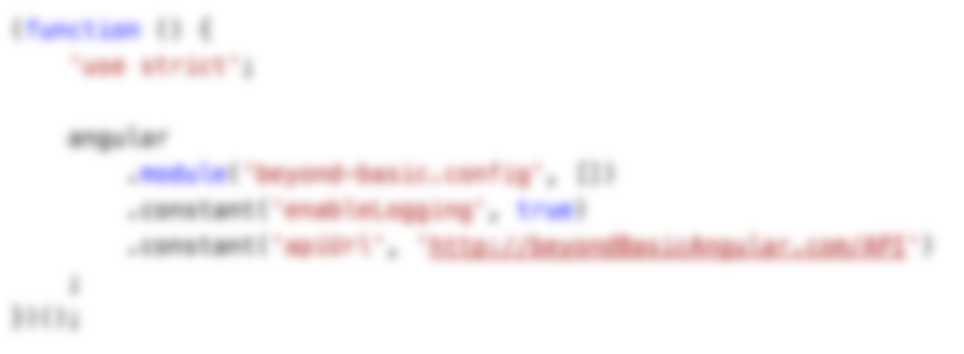 (function () {
'use strict';
angular
.module('beyond-basic.config', [])
.constant('enableLogging', true)
.constant('apiUrl', 'http://beyondBasicAngular.com/API')
;
})();